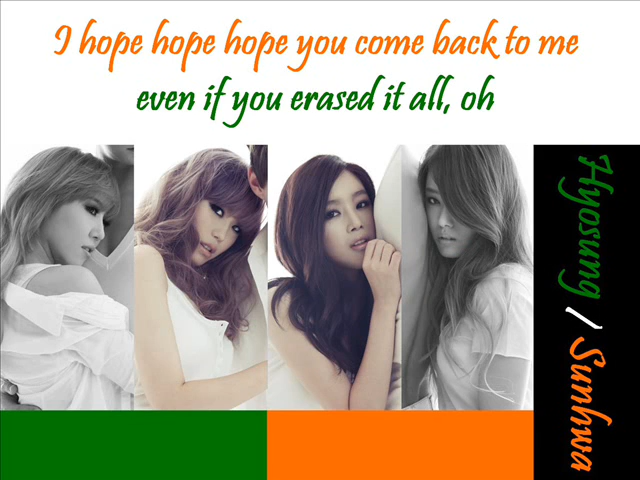 I hope hope hope you come back to me
even if you erased it all, oh
Hyosung / Sunhwa